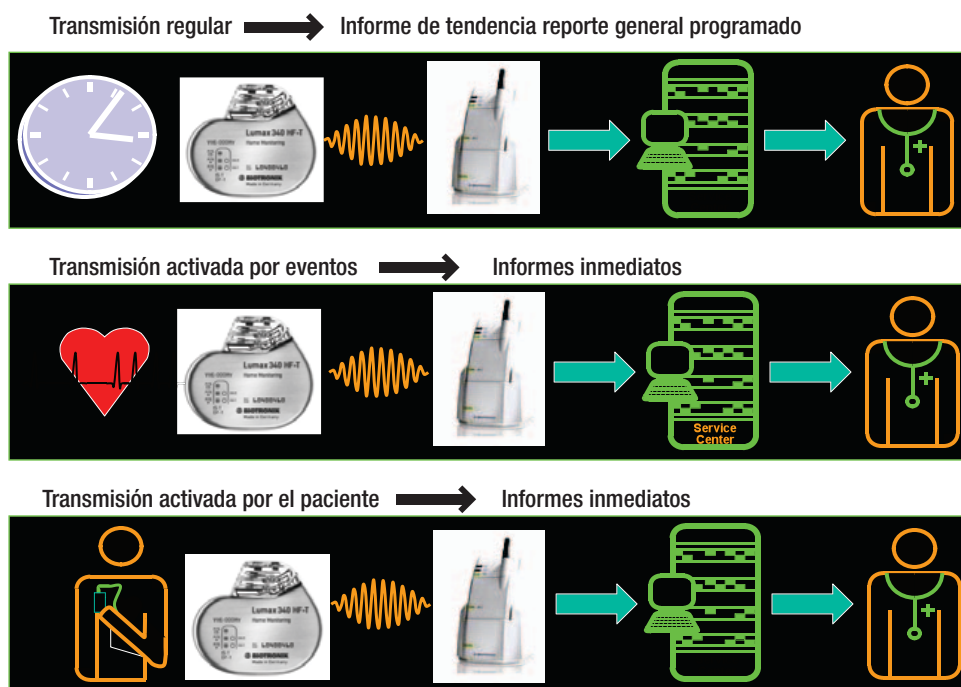 Transmisión regular Informe de tendencia reporte general programado
Lumax 340 HF-T
Home Monitoring
BIOTRONIK
Made in Germany
Transmisión activada por eventos Informes inmediatos
Lumax 340 HF-T
Home Monitoring
BIOTRONIK
Made in Germany
Service
Center
Transmisión activada por el paciente Informes inmediatos
Lumax 340 HF-T
Home Monitoring
BIOTRONIK
Made in Germany